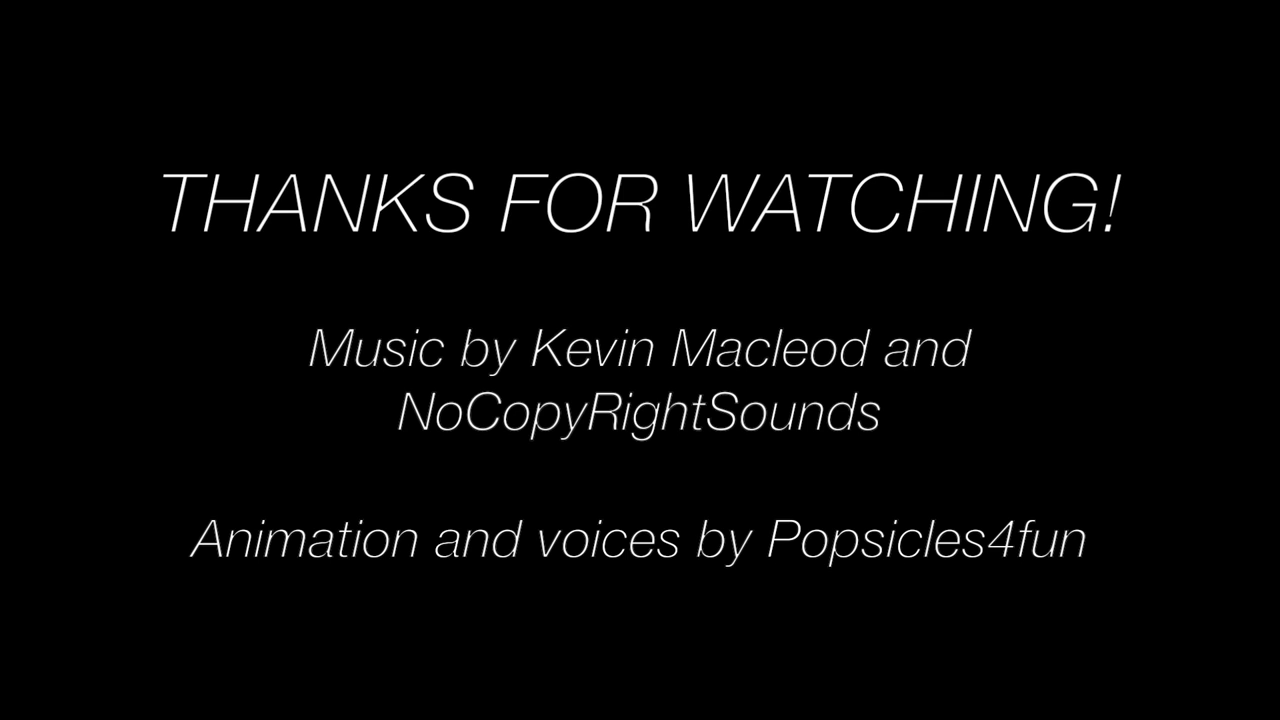 THANKS FOR WATCHING!
Music by Kevin Macleod and
NoCopyRightSounds
Animation and voices by Popsicles4fun